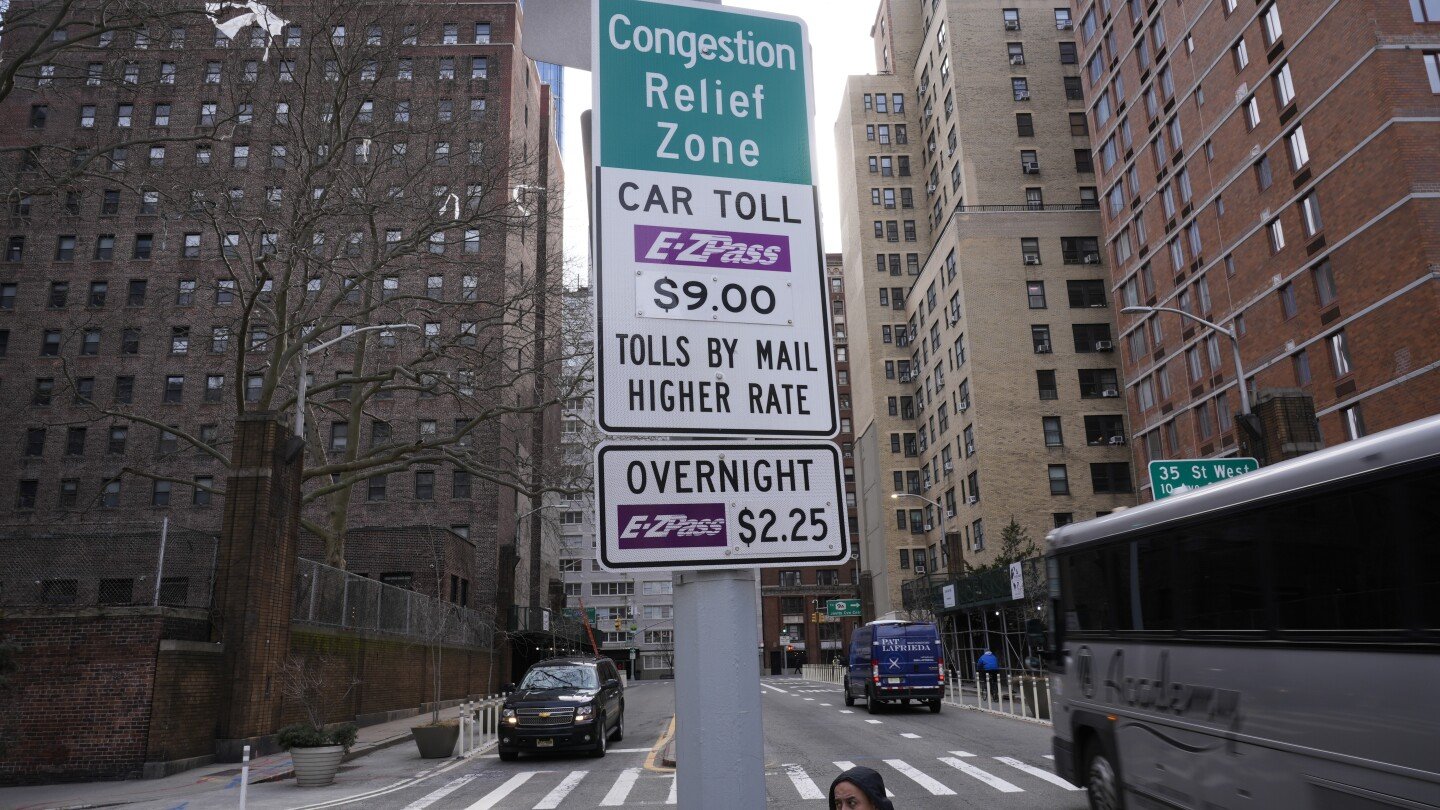 Congestion
Relief
Zone
CAR TOLL
E-ZPass
$9.00
TOLLS BY MAIL
HIGHER RATE
OVERNIGHT
E-ZPass $2.25
35 St West
PAT
LAFRIEDA
Academy